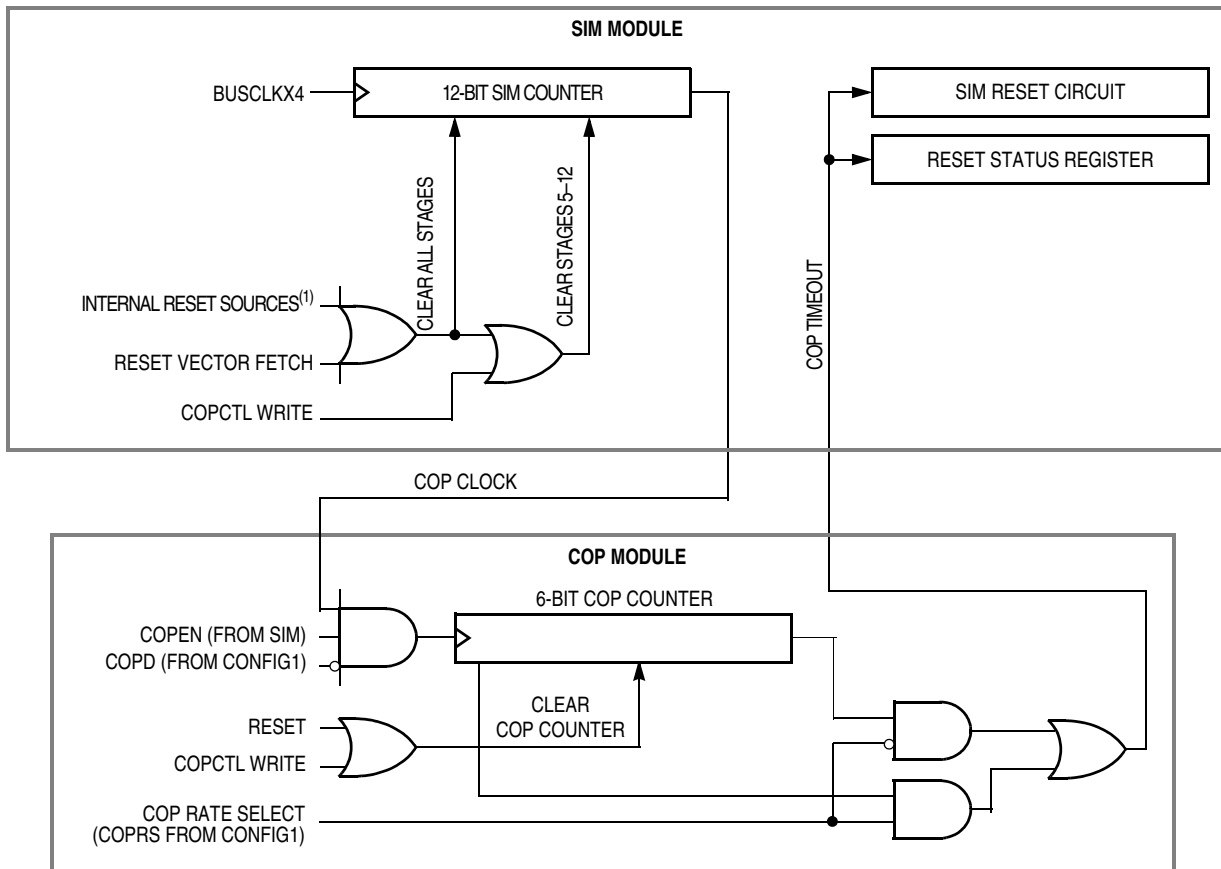 SIM MODULE
BUSCLKX4
12-BIT SIM COUNTER
SIM RESET CIRCUIT
RESET STATUS REGISTER
CLEAR ALL STAGES
CLEAR STAGES 5–12
COP TIMEOUT
INTERNAL RESET SOURCES(1)
RESET VECTOR FETCH
COPCTL WRITE
COP CLOCK
COP MODULE
6-BIT COP COUNTER
COPEN (FROM SIM)
COPD (FROM CONFIG1)
CLEAR
COP COUNTER
RESET
COPCTL WRITE
COP RATE SELECT
(COPRS FROM CONFIG1)